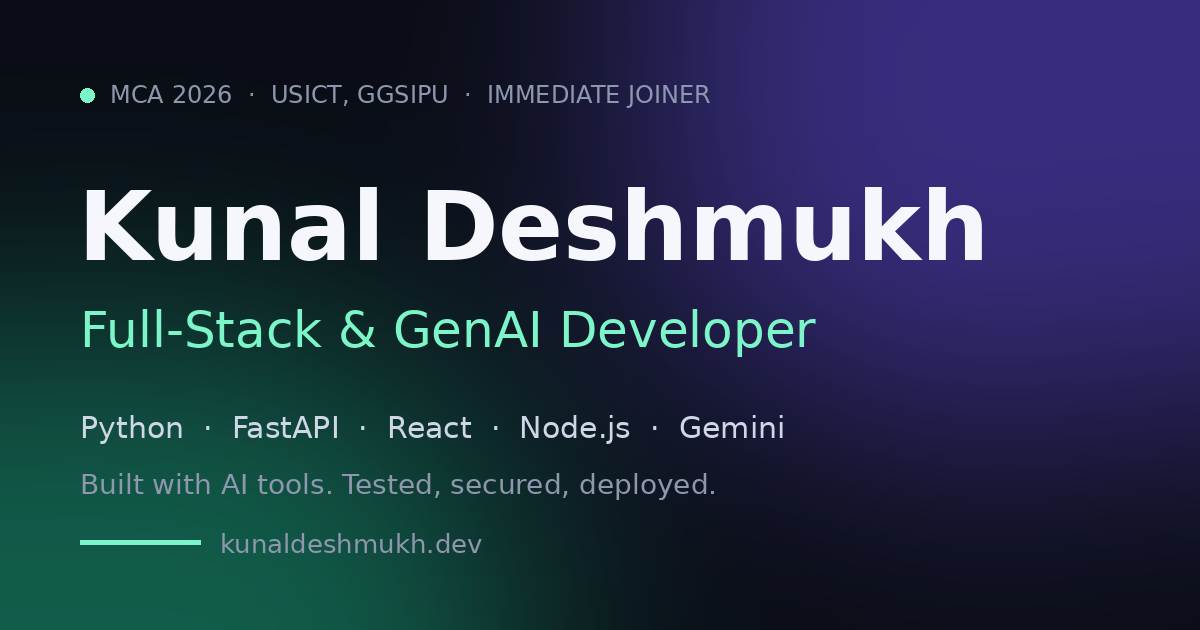 MCA 2026 · USICT, GGSIPU · IMMEDIATE JOINER
Kunal Deshmukh
Full-Stack & GenAI Developer
Python · FastAPI · React · Node.js · Gemini
Built with AI tools. Tested, secured, deployed.
kunaldeshmukh.dev